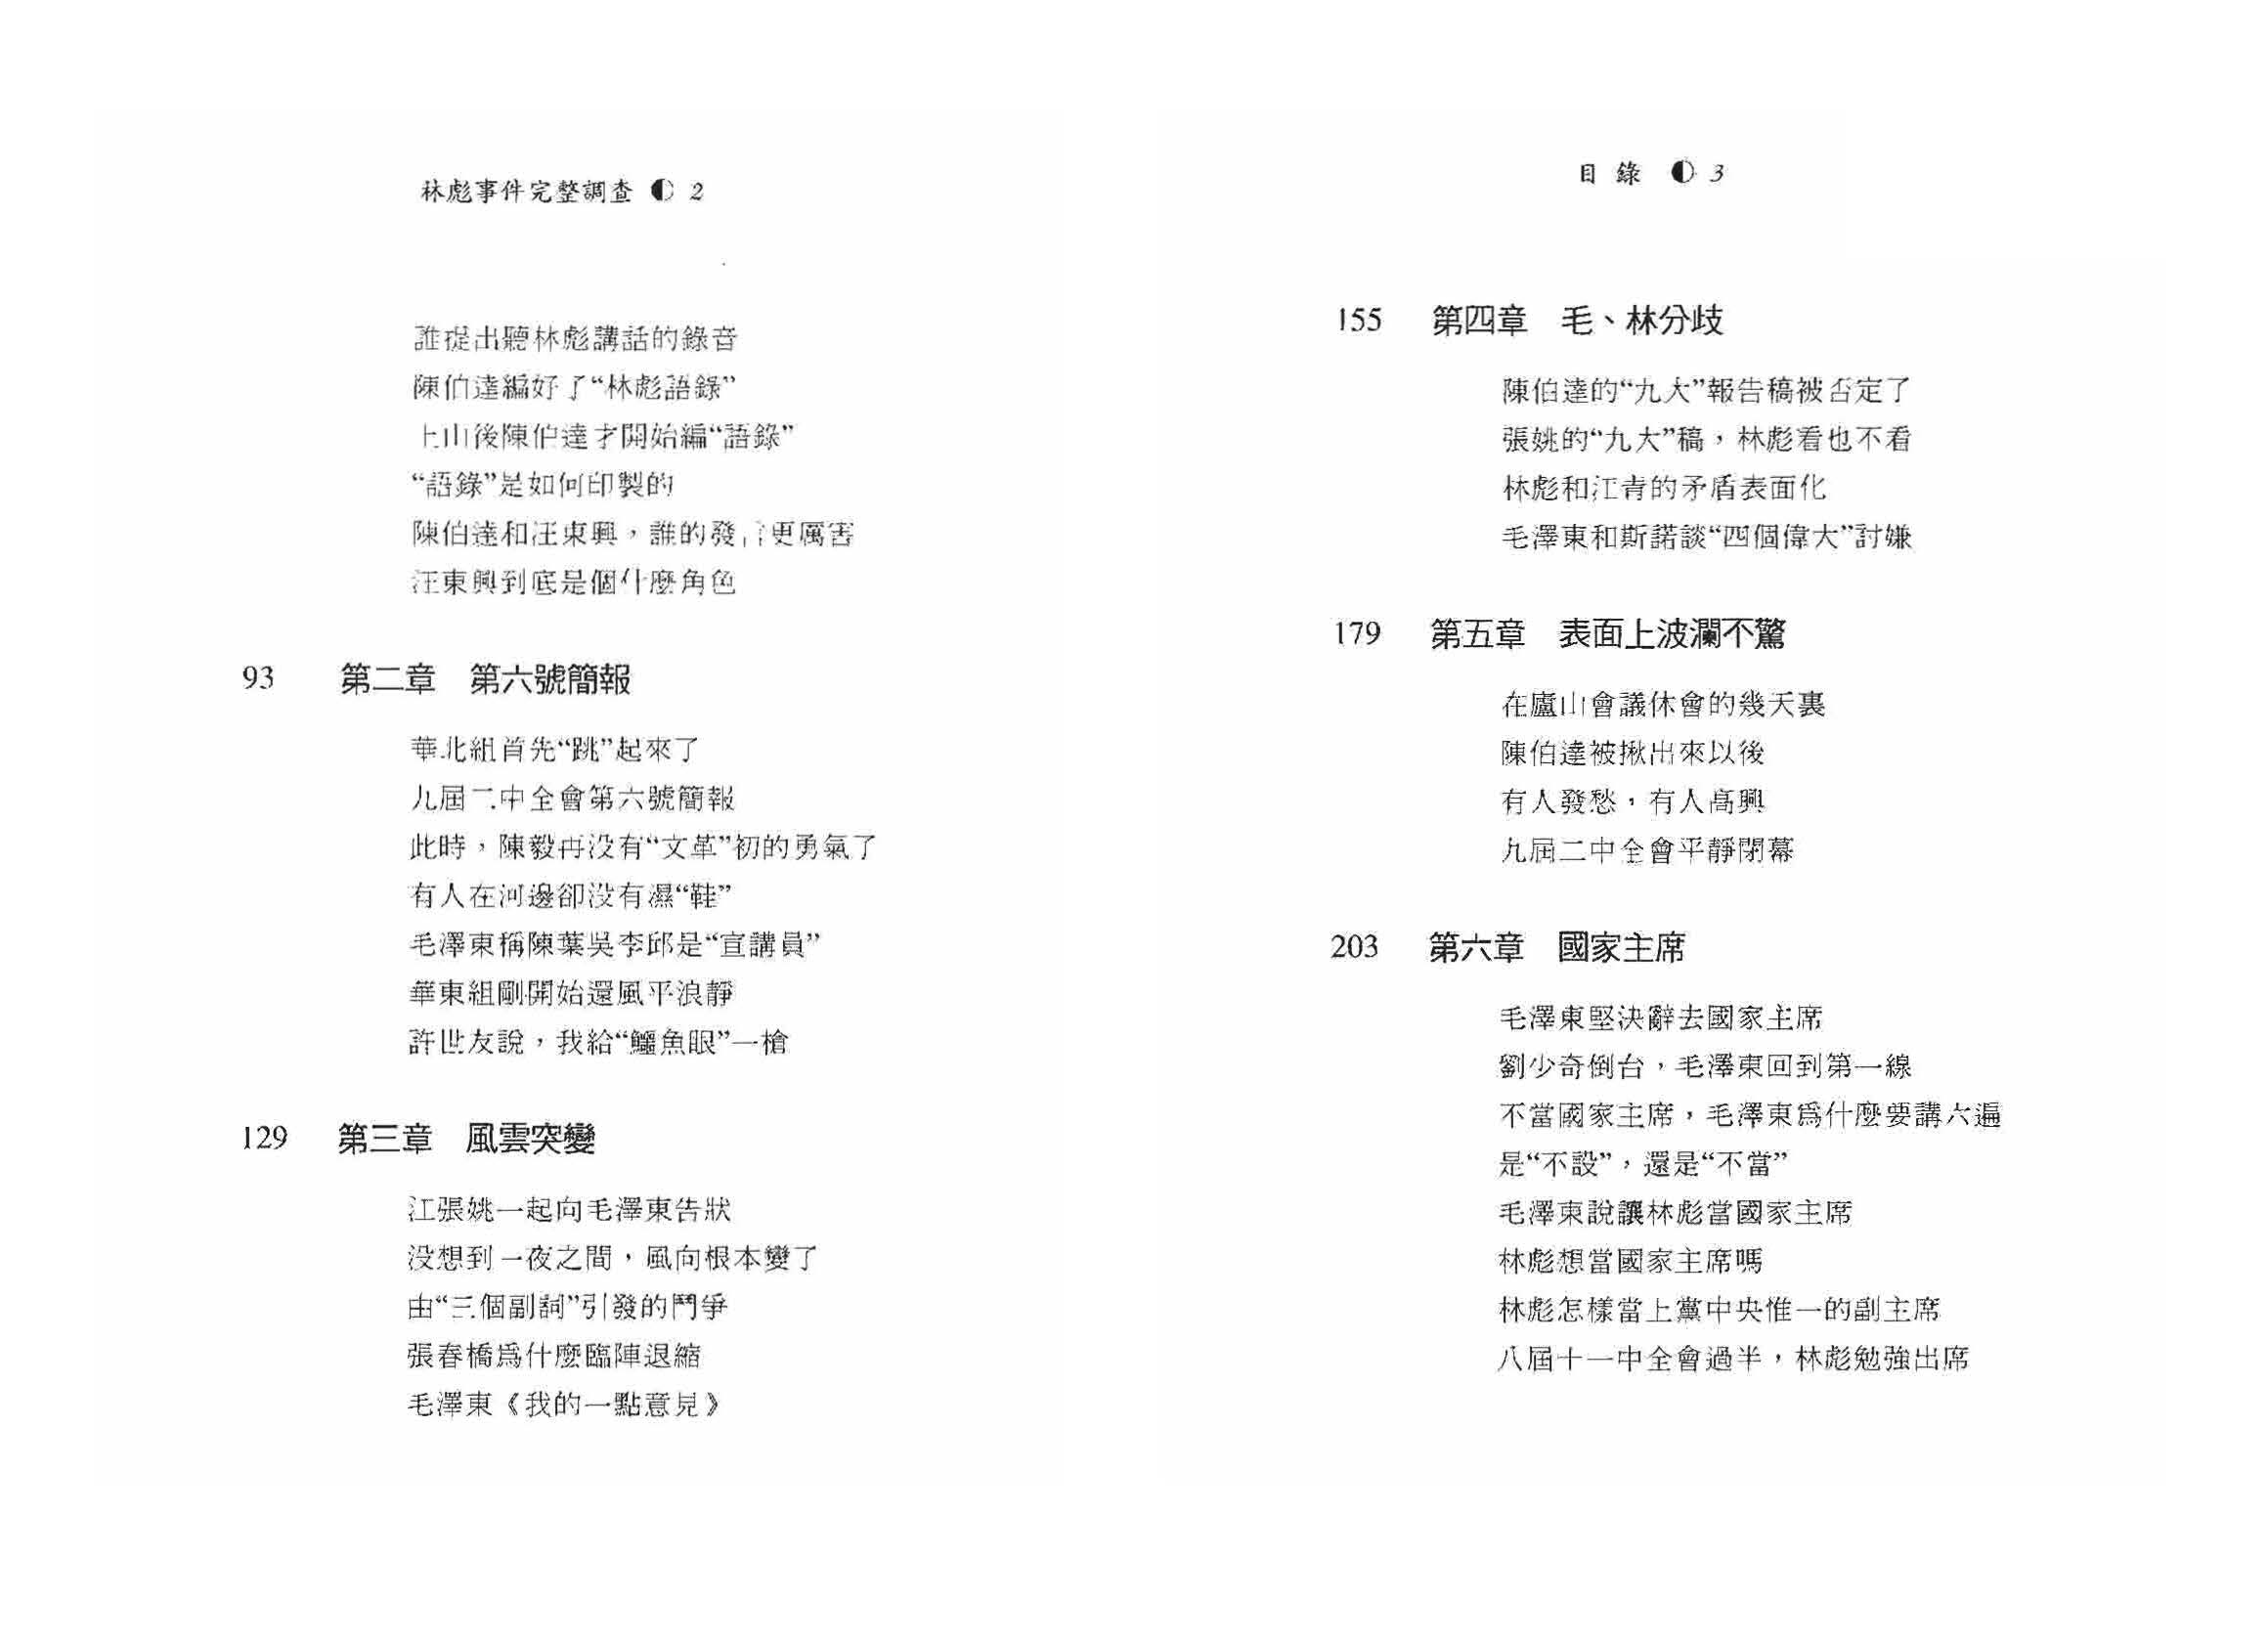 林彪事件完整調查 2
誰提出聽林彪講話的錄音
陳伯達編好了“林彪語錄”
上山後陳伯達才開始編“語錄”
“語錄”是如何印製的
陳伯達和汪東興，誰的發言更厲害
汪東興到底是個什麼角色
93 第二章 第六號簡報
華北組首先“跳”起來了
九屆二中全會第六號簡報
此時，陳毅再没有“文革”初的勇氣了
有人在河邊卻没有濕“鞋”
毛澤東稱陳葉吳李邱是“宣講員”
華東組剛開始還風平浪靜
許世友說，我給“鱷魚眼”一槍
129 第三章 風雲突變
江張姚一起向毛澤東告狀
没想到一夜之間，風向根本變了
由“三個副詞”引發的鬥爭
張春橋爲什麼臨陣退縮
毛澤東《我的一點意見》
目錄 3
155 第四章 毛、林分歧
陳伯達的“九大”報告稿被否定了
張姚的“九大”稿，林彪看也不看
林彪和江青的矛盾表面化
毛澤東和斯諾談“四個偉大”討嫌
179 第五章 表面上波瀾不驚
在廬山會議休會的幾天裏
陳伯達被揪出來以後
有人發愁，有人高興
九屆二中全會平靜閉幕
203 第六章 國家主席
毛澤東堅決辭去國家主席
劉少奇倒台，毛澤東回到第一線
不當國家主席，毛澤東爲什麼要講六遍
是“不設”，還是“不當”
毛澤東說讓林彪當國家主席
林彪想當國家主席嗎
林彪怎樣當上黨中央惟一的副主席
八屆十一中全會過半，林彪勉強出席